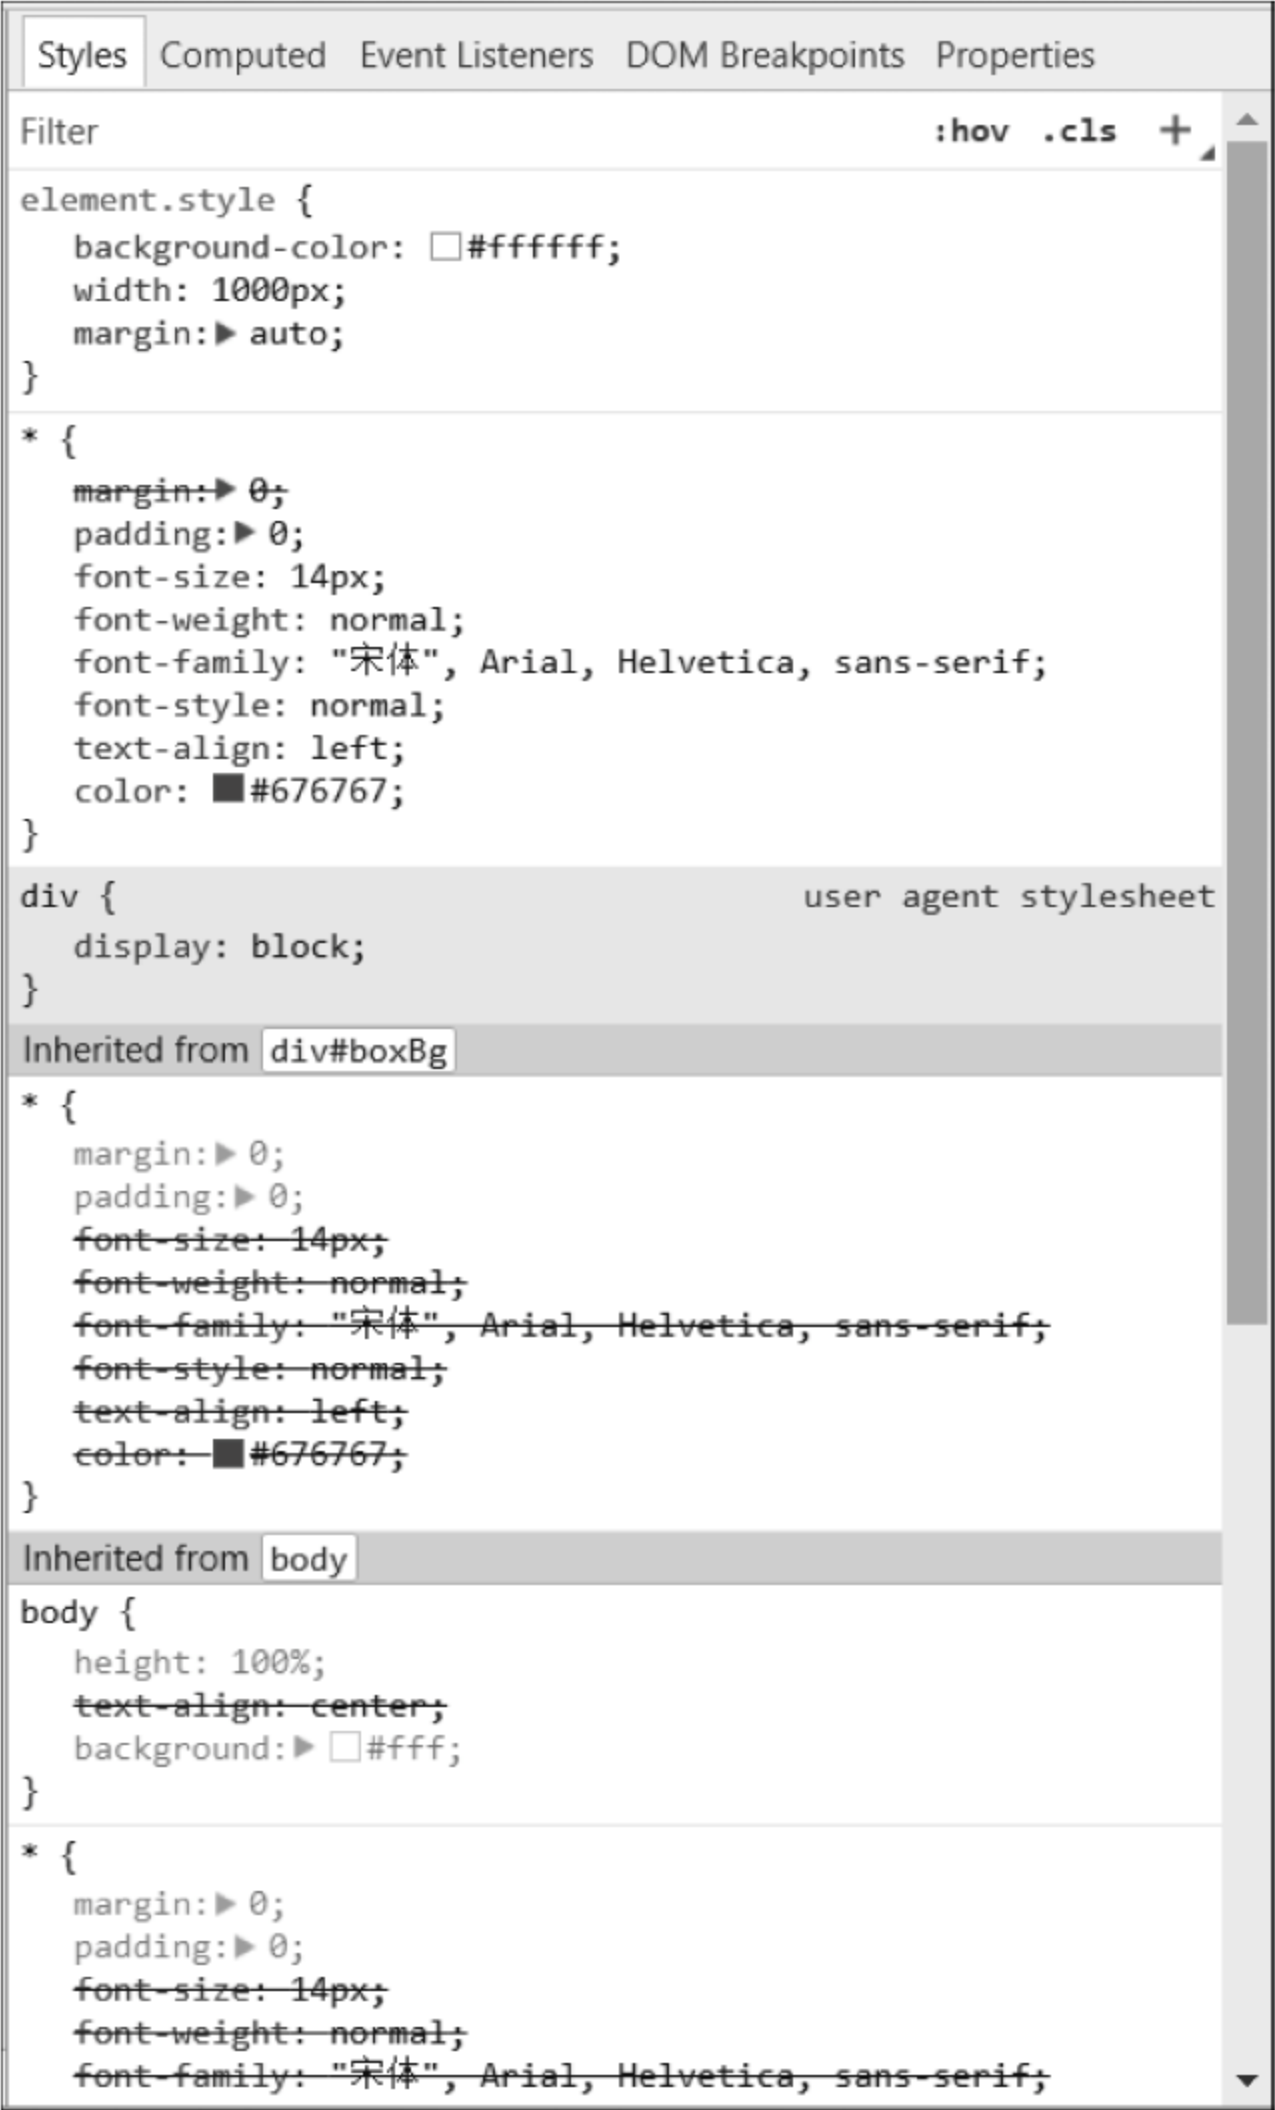 Styles Computed Event Listeners DOM Breakpoints Properties
Filter :hov .cls +
element.style {
background-color: #ffffff;
width: 1000px;
margin: auto;
}
* {
margin: 0;
padding: 0;
font-size: 14px;
font-weight: normal;
font-family: "宋体", Arial, Helvetica, sans-serif;
font-style: normal;
text-align: left;
color: #676767;
}
div { user agent stylesheet
display: block;
}
Inherited from div#boxBg
* {
margin: 0;
padding: 0;
font-size: 14px;
font-weight: normal;
font-family: "宋体", Arial, Helvetica, sans-serif;
font-style: normal;
text-align: left;
color: #676767;
}
Inherited from body
body {
height: 100%;
text-align: center;
background: #fff;
}
* {
margin: 0;
padding: 0;
font-size: 14px;
font-weight: normal;
font-family: "宋体", Arial, Helvetica, sans-serif;